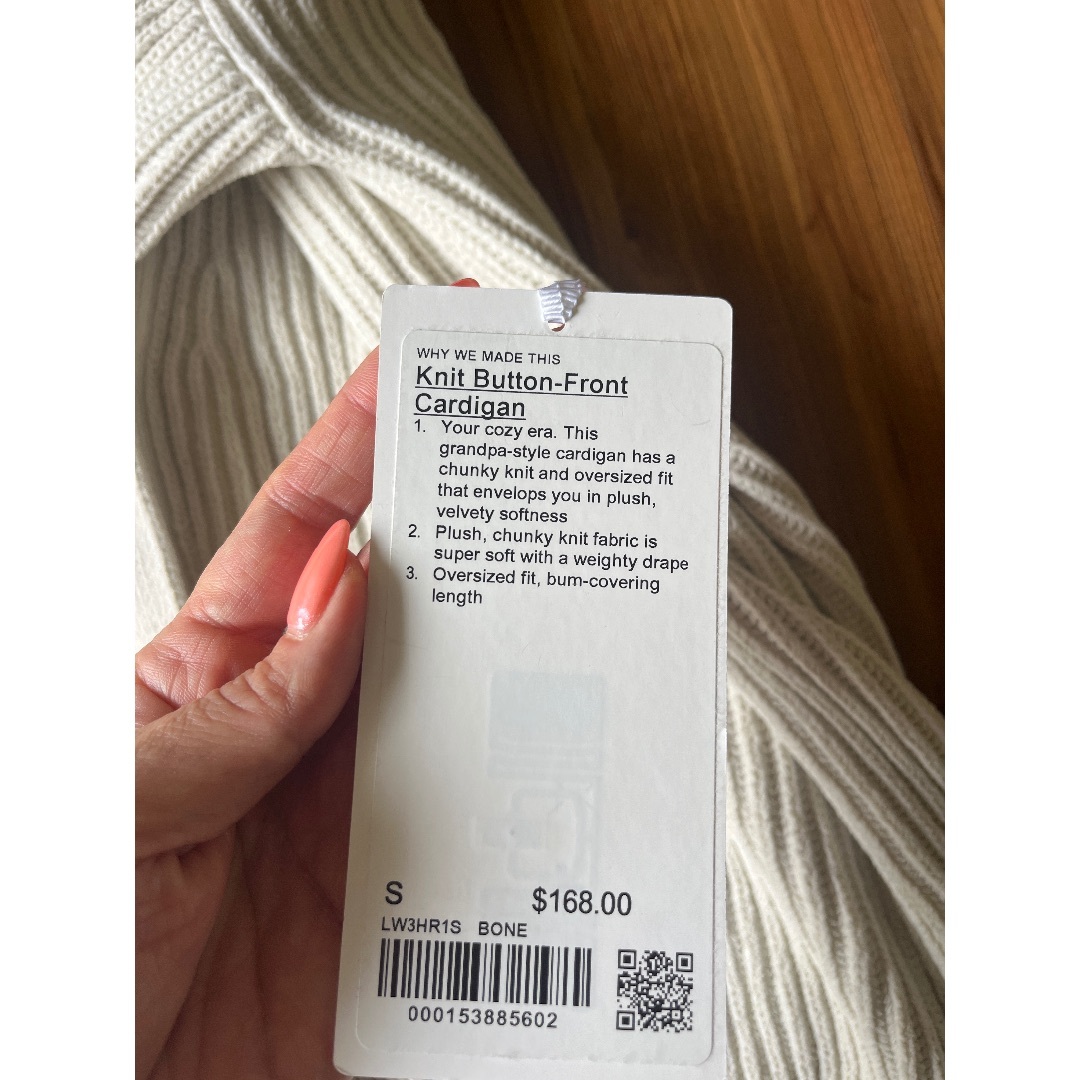 WHY WE MADE THIS
Knit Button-Front
Cardigan
1. Your cozy era. This
grandpa-style cardigan has a
chunky knit and oversized fit
that envelops you in plush,
velvety softness
2. Plush, chunky knit fabric is
super soft with a weighty drape
3. Oversized fit, bum-covering
length
S $168.00
LW3HR1S BONE
000153885602